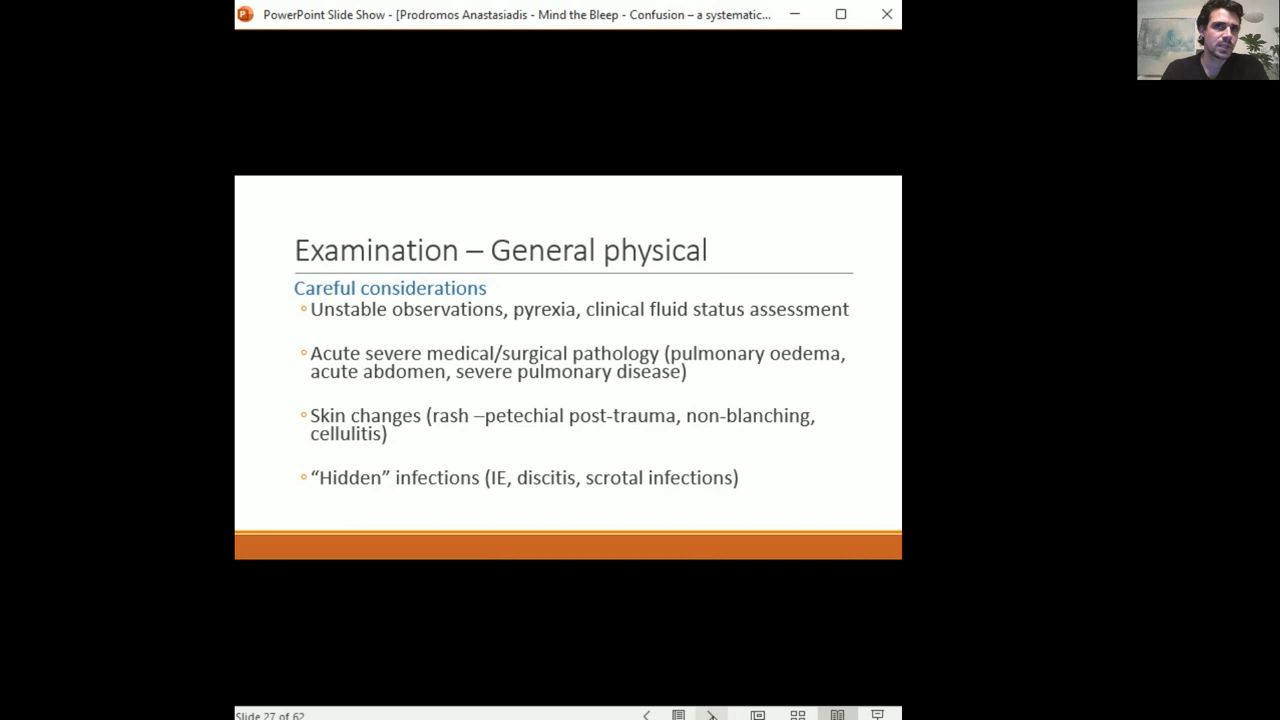 PowerPoint Slide Show - [Prodromos Anastasiadis - Mind the Bleep - Confusion – a systematic...
Examination – General physical
Careful considerations
Unstable observations, pyrexia, clinical fluid status assessment
Acute severe medical/surgical pathology (pulmonary oedema,
acute abdomen, severe pulmonary disease)
Skin changes (rash –petechial post-trauma, non-blanching,
cellulitis)
“Hidden” infections (IE, discitis, scrotal infections)
Slide 27 of 62